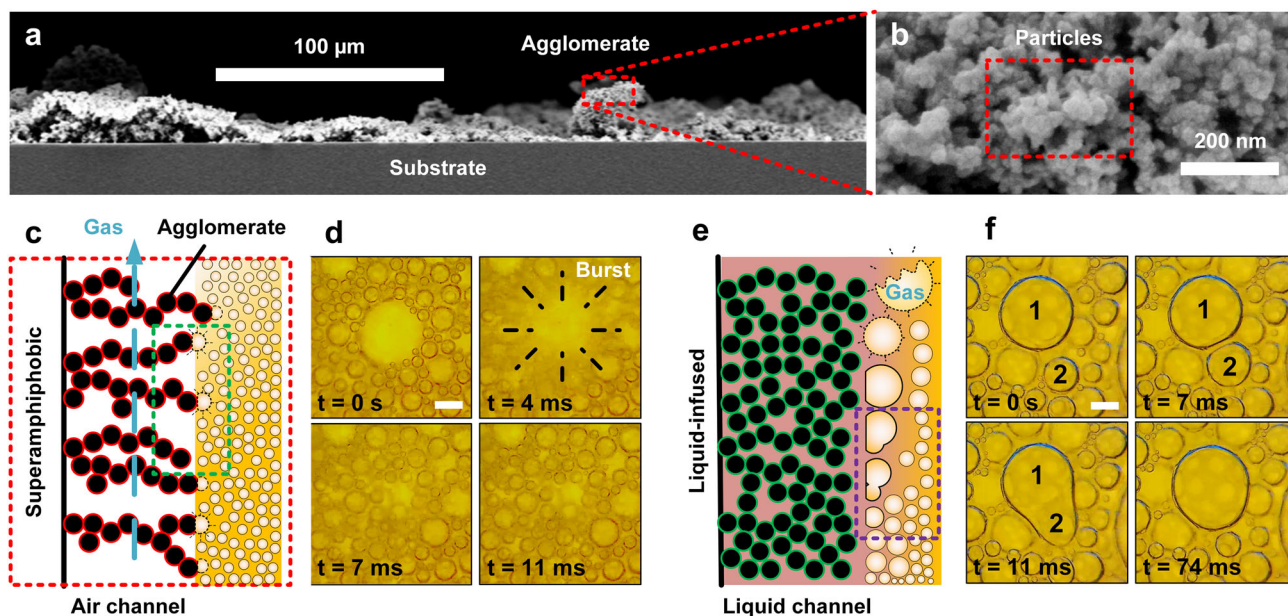 a
100 µm
Agglomerate
Substrate
b
Particles
200 nm
c
Gas
Agglomerate
Superamphiphobic
Air channel
d
Burst
t = 0 s
t = 4 ms
t = 7 ms
t = 11 ms
e
Gas
Liquid-infused
Liquid channel
f
1
2
t = 0 s
1
2
t = 7 ms
1
2
t = 11 ms
t = 74 ms